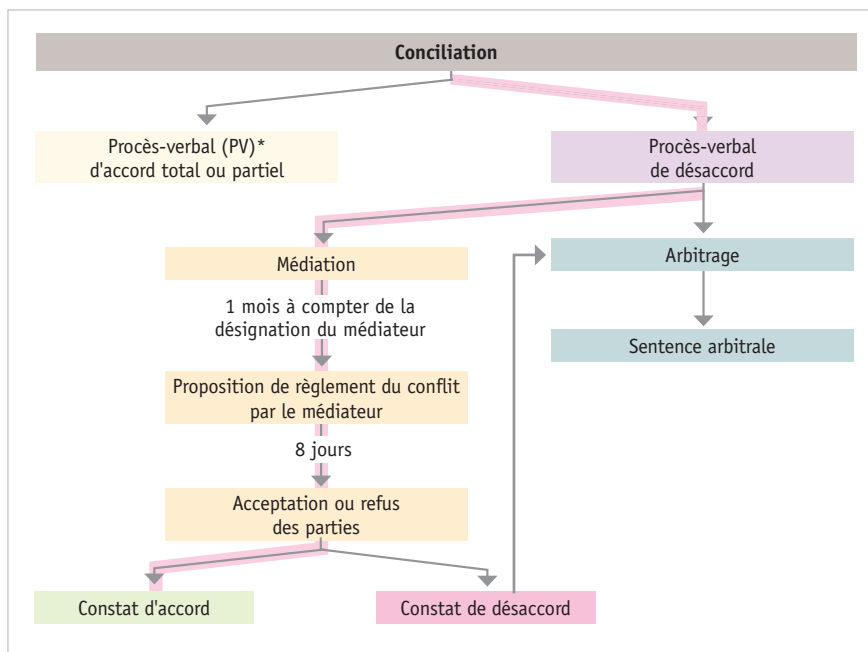 Conciliation
Procès-verbal (PV)*
d'accord total ou partiel
Procès-verbal
de désaccord
Médiation
Arbitrage
1 mois à compter de la
désignation du médiateur
Sentence arbitrale
Proposition de règlement du conflit
par le médiateur
8 jours
Acceptation ou refus
des parties
Constat d'accord
Constat de désaccord